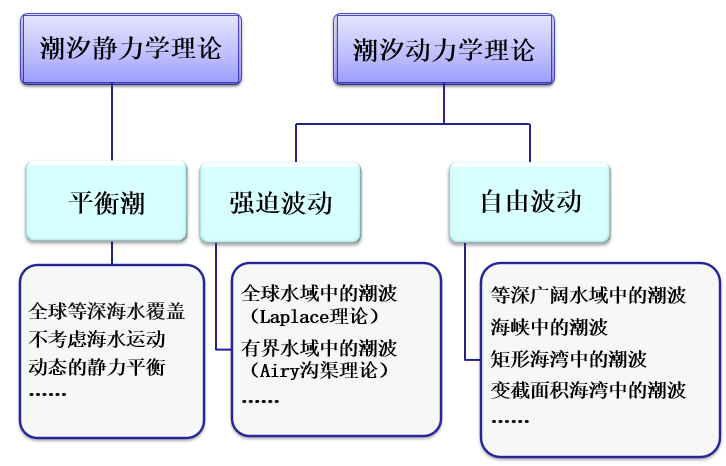 潮汐静力学理论
潮汐动力学理论
平衡潮
强迫波动
自由波动
全球等深海水覆盖
不考虑海水运动
动态的静力平衡
……
全球水域中的潮波
（Laplace理论）
有界水域中的潮波
（Airy沟渠理论）
……
等深广阔水域中的潮波
海峡中的潮波
矩形海湾中的潮波
变截面积海湾中的潮波
……